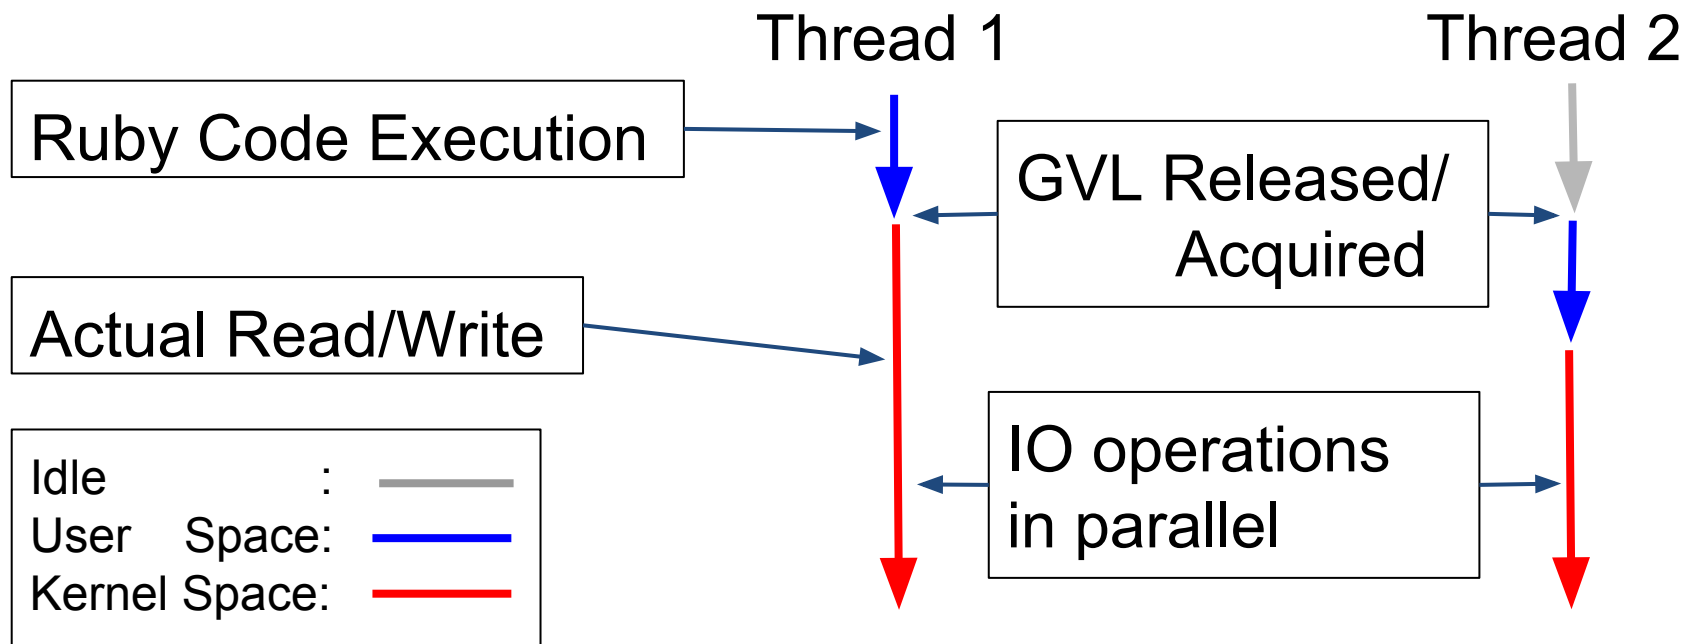 Thread 1
Thread 2
Ruby Code Execution
GVL Released/
Acquired
Actual Read/Write
IO operations
in parallel
Idle :
User Space:
Kernel Space: